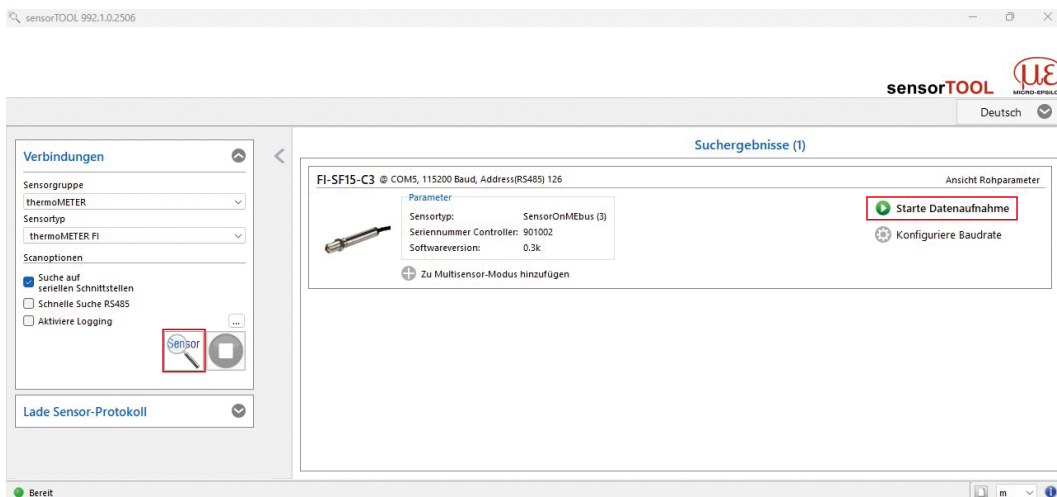 sensorTOOL 992.1.0.2506
sensorTOOL
µε
MICRO-EPSILO
Deutsch
Verbindungen
Sensorgruppe
thermoMETER
Sensortyp
thermoMETER FI
Scanoptionen
Suche auf
seriellen Schnittstellen
Schnelle Suche RS485
Aktiviere Logging
...
Sensor
Lade Sensor-Protokoll
Suchergebnisse (1)
FI-SF15-C3 @ COM5, 115200 Baud, Address(RS485) 126
Ansicht Rohparameter
Parameter
Sensortyp: SensorOnMEbus (3)
Seriennummer Controller: 901002
Softwareversion: 0.3k
Zu Multisensor-Modus hinzufügen
Starte Datenaufnahme
Konfiguriere Baudrate
Bereit
m